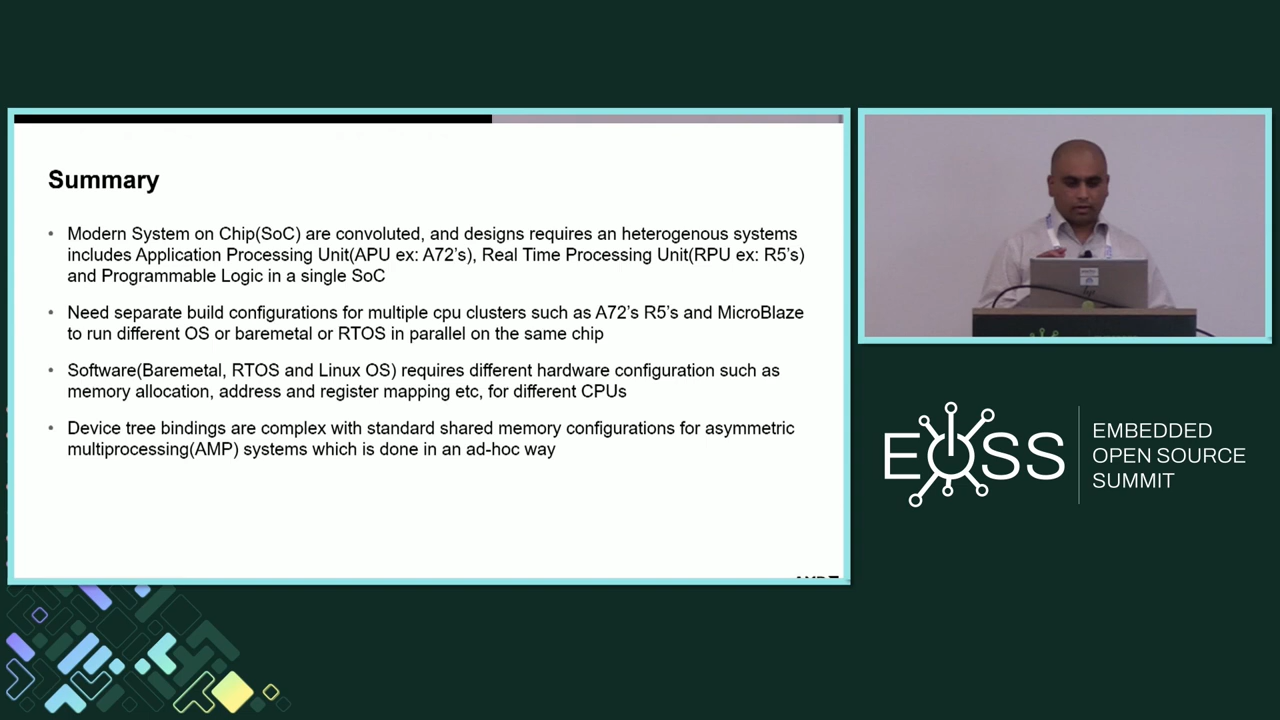 Summary
• Modern System on Chip(SoC) are convoluted, and designs requires an heterogenous systems
includes Application Processing Unit(APU ex: A72's), Real Time Processing Unit(RPU ex: R5's)
and Programmable Logic in a single SoC
• Need separate build configurations for multiple cpu clusters such as A72's R5's and MicroBlaze
to run different OS or baremetal or RTOS in parallel on the same chip
• Software(Baremetal, RTOS and Linux OS) requires different hardware configuration such as
memory allocation, address and register mapping etc, for different CPUs
• Device tree bindings are complex with standard shared memory configurations for asymmetric
multiprocessing(AMP) systems which is done in an ad-hoc way
EOSS
EMBEDDED
OPEN SOURCE
SUMMIT